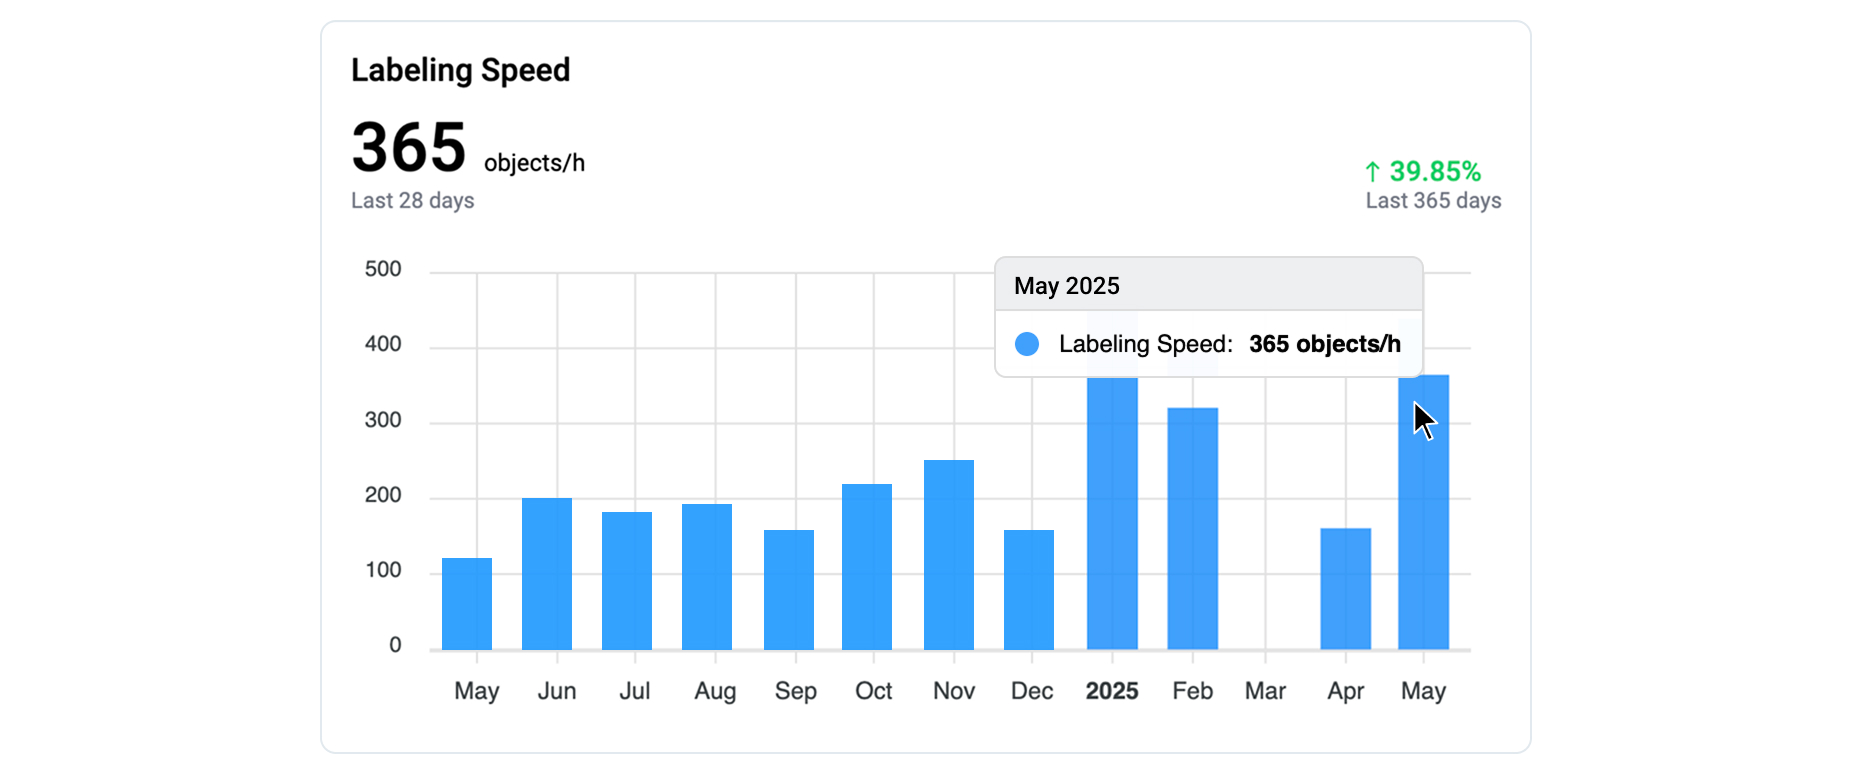 Labeling Speed
365 objects/h
Last 28 days
↑ 39.85%
Last 365 days
500
400
300
200
100
0
May 2025
Labeling Speed: 365 objects/h
May Jun Jul Aug Sep Oct Nov Dec 2025 Feb Mar Apr May